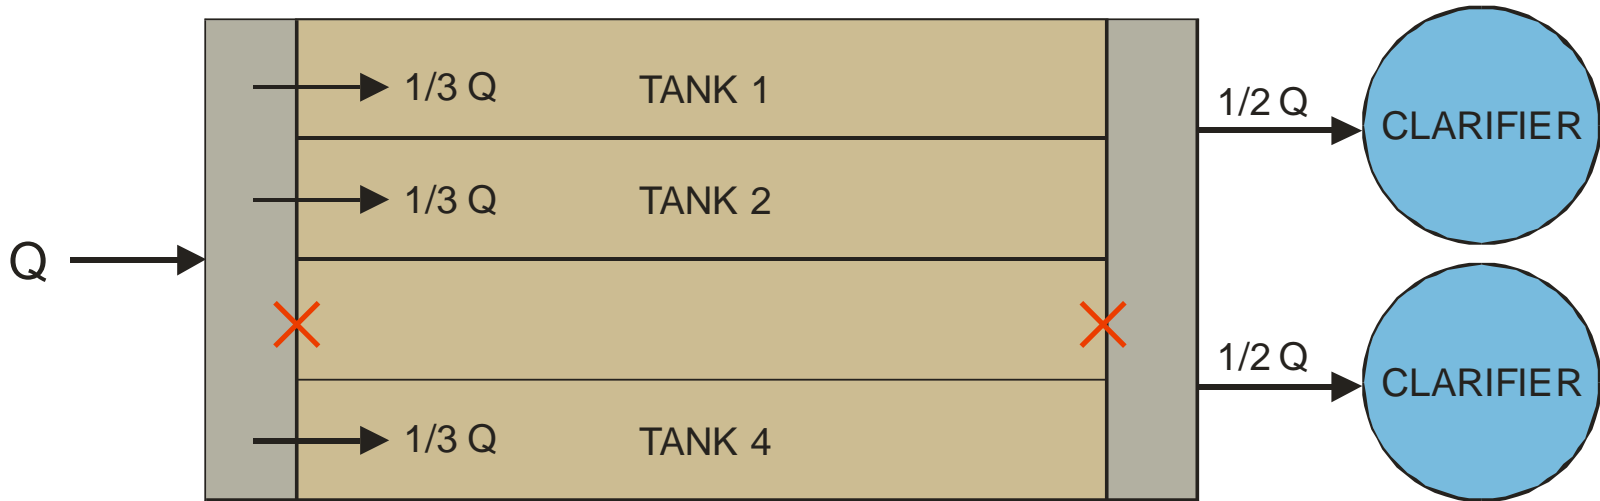 Q
1/3 Q TANK 1
1/3 Q TANK 2
1/3 Q TANK 4
1/2 Q
CLARIFIER
1/2 Q
CLARIFIER